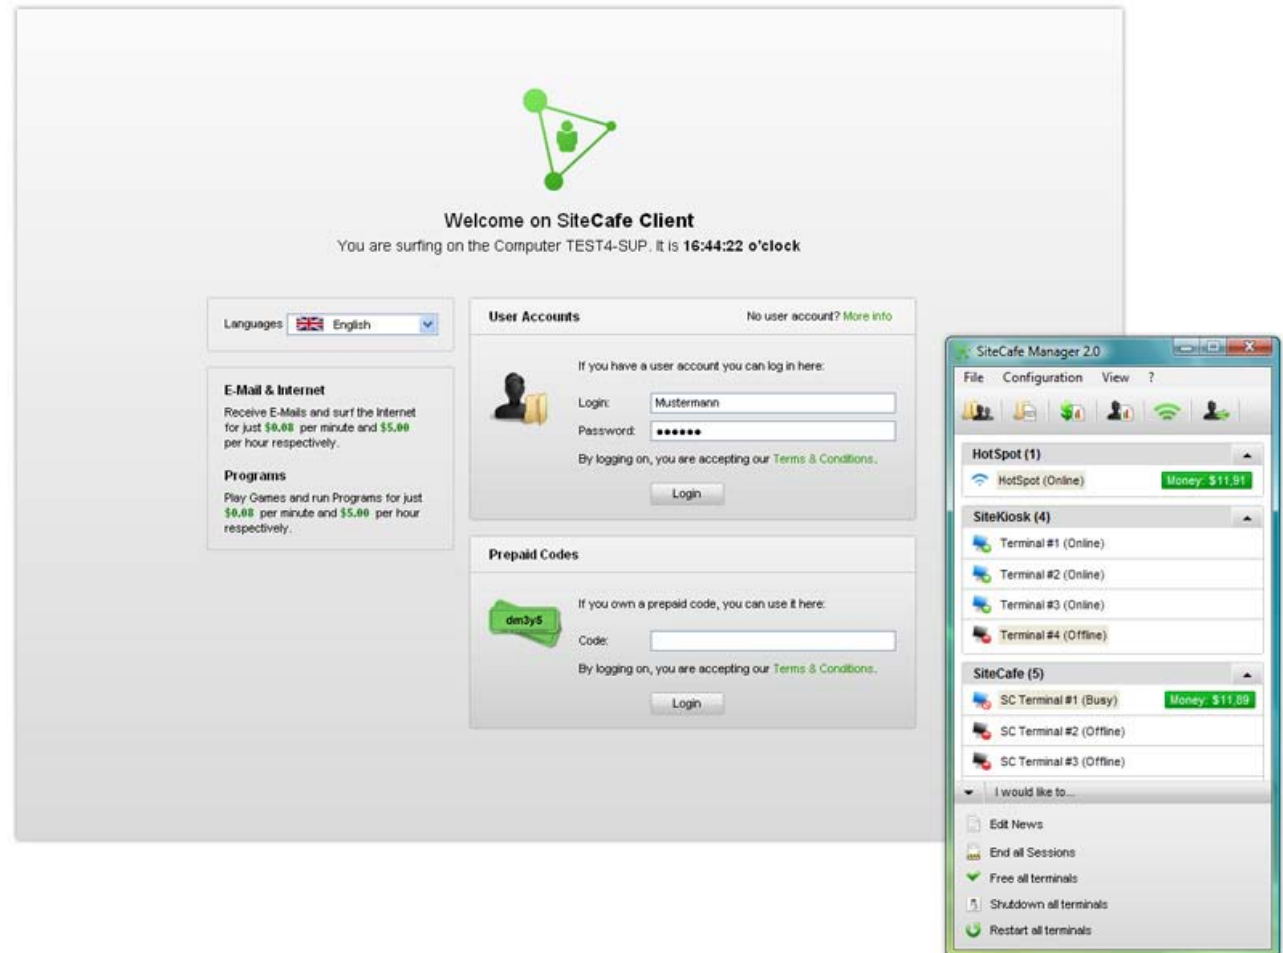 Welcome on SiteCafe Client
You are surfing on the Computer TEST4-SUP. It is 16:44:22 o'clock
Languages English
E-Mail & Internet
Receive E-Mails and surf the Internet
for just $0.08 per minute and $5.00
per hour respectively.
Programs
Play Games and run Programs for just
$0.08 per minute and $5.00 per hour
respectively.
User Accounts No user account? More info
If you have a user account you can log in here:
Login: Mustermann
Password: ●●●●●●
By logging on, you are accepting our Terms & Conditions.
Login
Prepaid Codes
dm3y5
If you own a prepaid code, you can use it here:
Code:
By logging on, you are accepting our Terms & Conditions.
Login
SiteCafe Manager 2.0
File Configuration View ?
HotSpot (1)
HotSpot (Online) Money: $11,91
SiteKiosk (4)
Terminal #1 (Online)
Terminal #2 (Online)
Terminal #3 (Online)
Terminal #4 (Offline)
SiteCafe (5)
SC Terminal #1 (Busy) Money: $11,89
SC Terminal #2 (Offline)
SC Terminal #3 (Offline)
I would like to...
Edit News
End all Sessions
Free all terminals
Shutdown all terminals
Restart all terminals